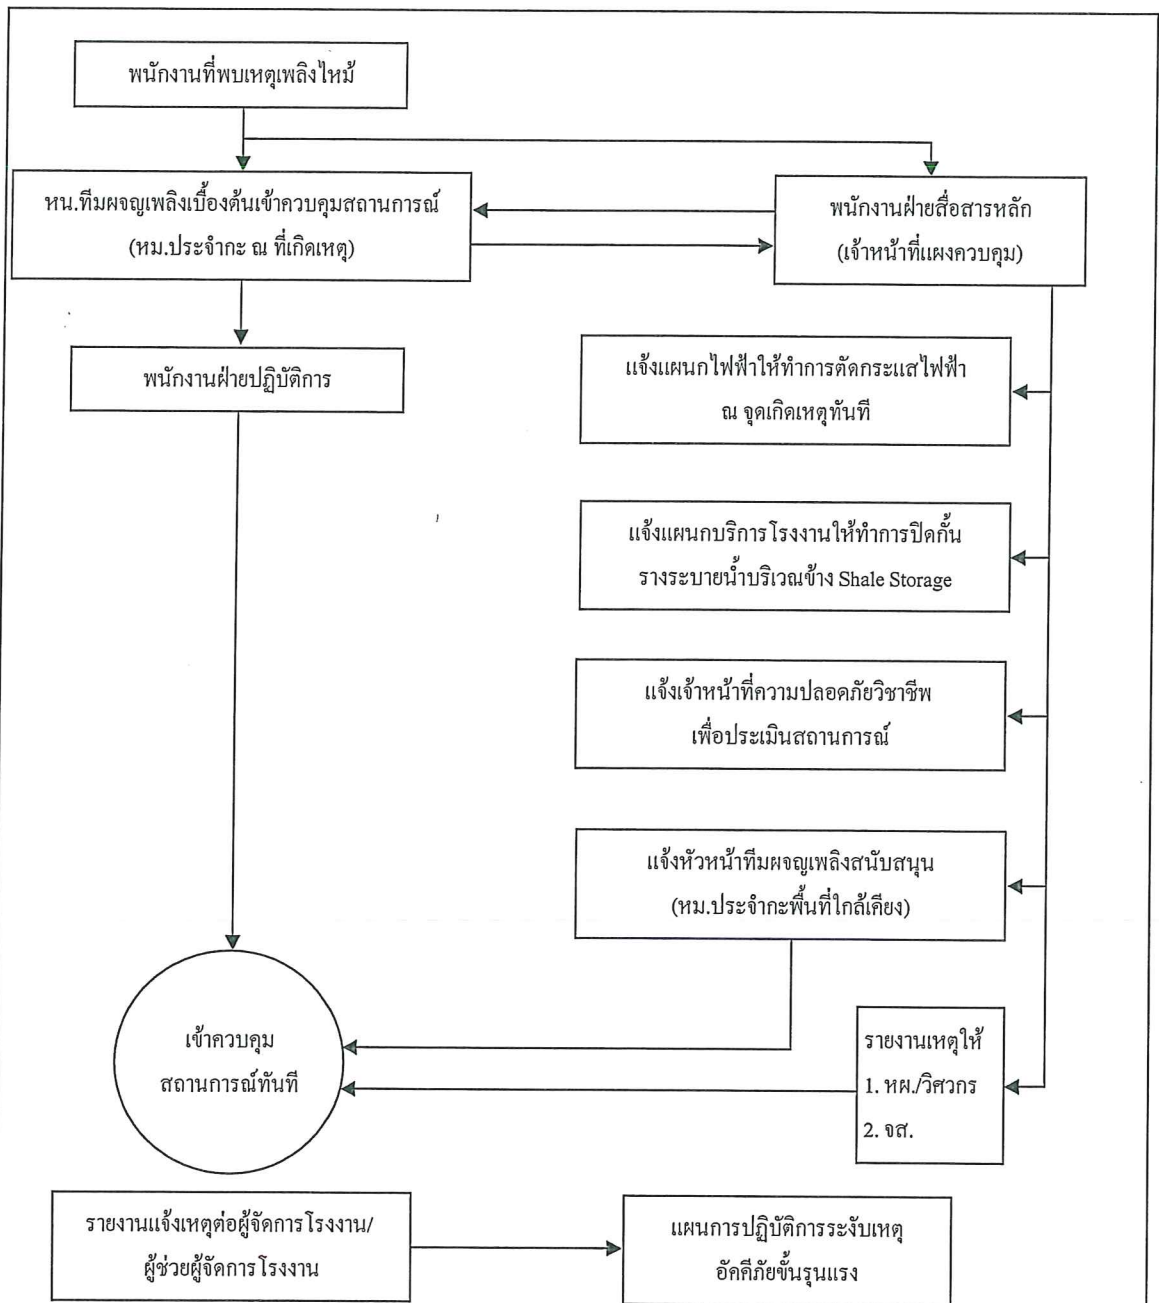 พนักงานที่พบเหตุเพลิงไหม้
หน.ทีมผจญเพลิงเบื้องต้นเข้าควบคุมสถานการณ์
(หม.ประจำกะ ณ ที่เกิดเหตุ)
พนักงานฝ่ายสื่อสารหลัก
(เจ้าหน้าที่แผงควบคุม)
พนักงานฝ่ายปฏิบัติการ
แจ้งแผนกไฟฟ้าให้ทำการตัดกระแสไฟฟ้า
ณ จุดเกิดเหตุทันที
แจ้งแผนกบริการโรงงานให้ทำการปิดกั้น
รางระบายน้ำบริเวณข้าง Shale Storage
แจ้งเจ้าหน้าที่ความปลอดภัยวิชาชีพ
เพื่อประเมินสถานการณ์
แจ้งหัวหน้าทีมผจญเพลิงสนับสนุน
(หม.ประจำกะพื้นที่ใกล้เคียง)
เข้าควบคุม
สถานการณ์ทันที
รายงานเหตุให้
1. หผ./วิศวกร
2. จส.
รายงานแจ้งเหตุต่อผู้จัดการโรงงาน/
ผู้ช่วยผู้จัดการโรงงาน
แผนการปฏิบัติการระงับเหตุ
อัคคีภัยขั้นรุนแรง